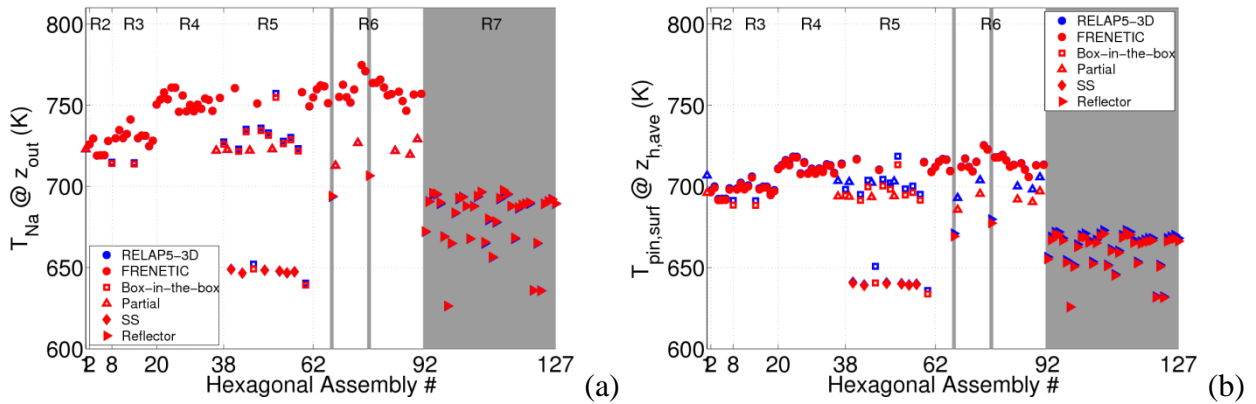 800
750
700
650
600
T_Na @ z_out (K)
R2 R3 R4 R5 R6 R7
RELAP5-3D
FRENETIC
Box-in-the-box
Partial
SS
Reflector
1 2 8 20 38 62 92 127
Hexagonal Assembly #
(a)
800
750
700
650
600
T_pin,surf @ z_h,ave (K)
R2 R3 R4 R5 R6
RELAP5-3D
FRENETIC
Box-in-the-box
Partial
SS
Reflector
1 2 8 20 38 62 92 127
Hexagonal Assembly #
(b)